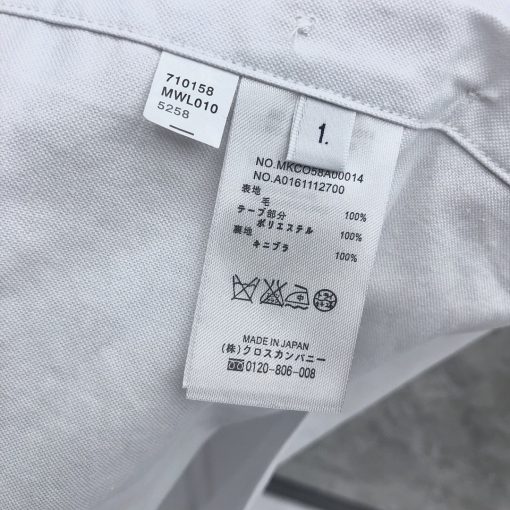 710158
MWL010
5258
1.
NO.MKCO58A00014
NO.A0161112700
表地
毛 100%
テープ部分
ポリエステル 100%
裏地
キュプラ 100%
中
MADE IN JAPAN
(株)クロスカンパニー
0120-806-008